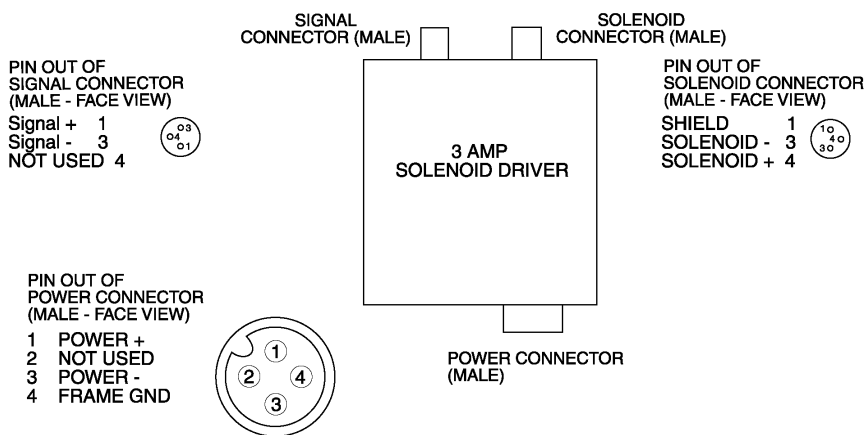 SIGNAL
CONNECTOR (MALE)
SOLENOID
CONNECTOR (MALE)
PIN OUT OF
SIGNAL CONNECTOR
(MALE - FACE VIEW)
Signal + 1
Signal - 3
NOT USED 4
3
4
1
3 AMP
SOLENOID DRIVER
PIN OUT OF
SOLENOID CONNECTOR
(MALE - FACE VIEW)
SHIELD 1
SOLENOID - 3
SOLENOID + 4
1
4
3
PIN OUT OF
POWER CONNECTOR
(MALE - FACE VIEW)
1 POWER +
2 NOT USED
3 POWER -
4 FRAME GND
1
2 4
3
POWER CONNECTOR
(MALE)